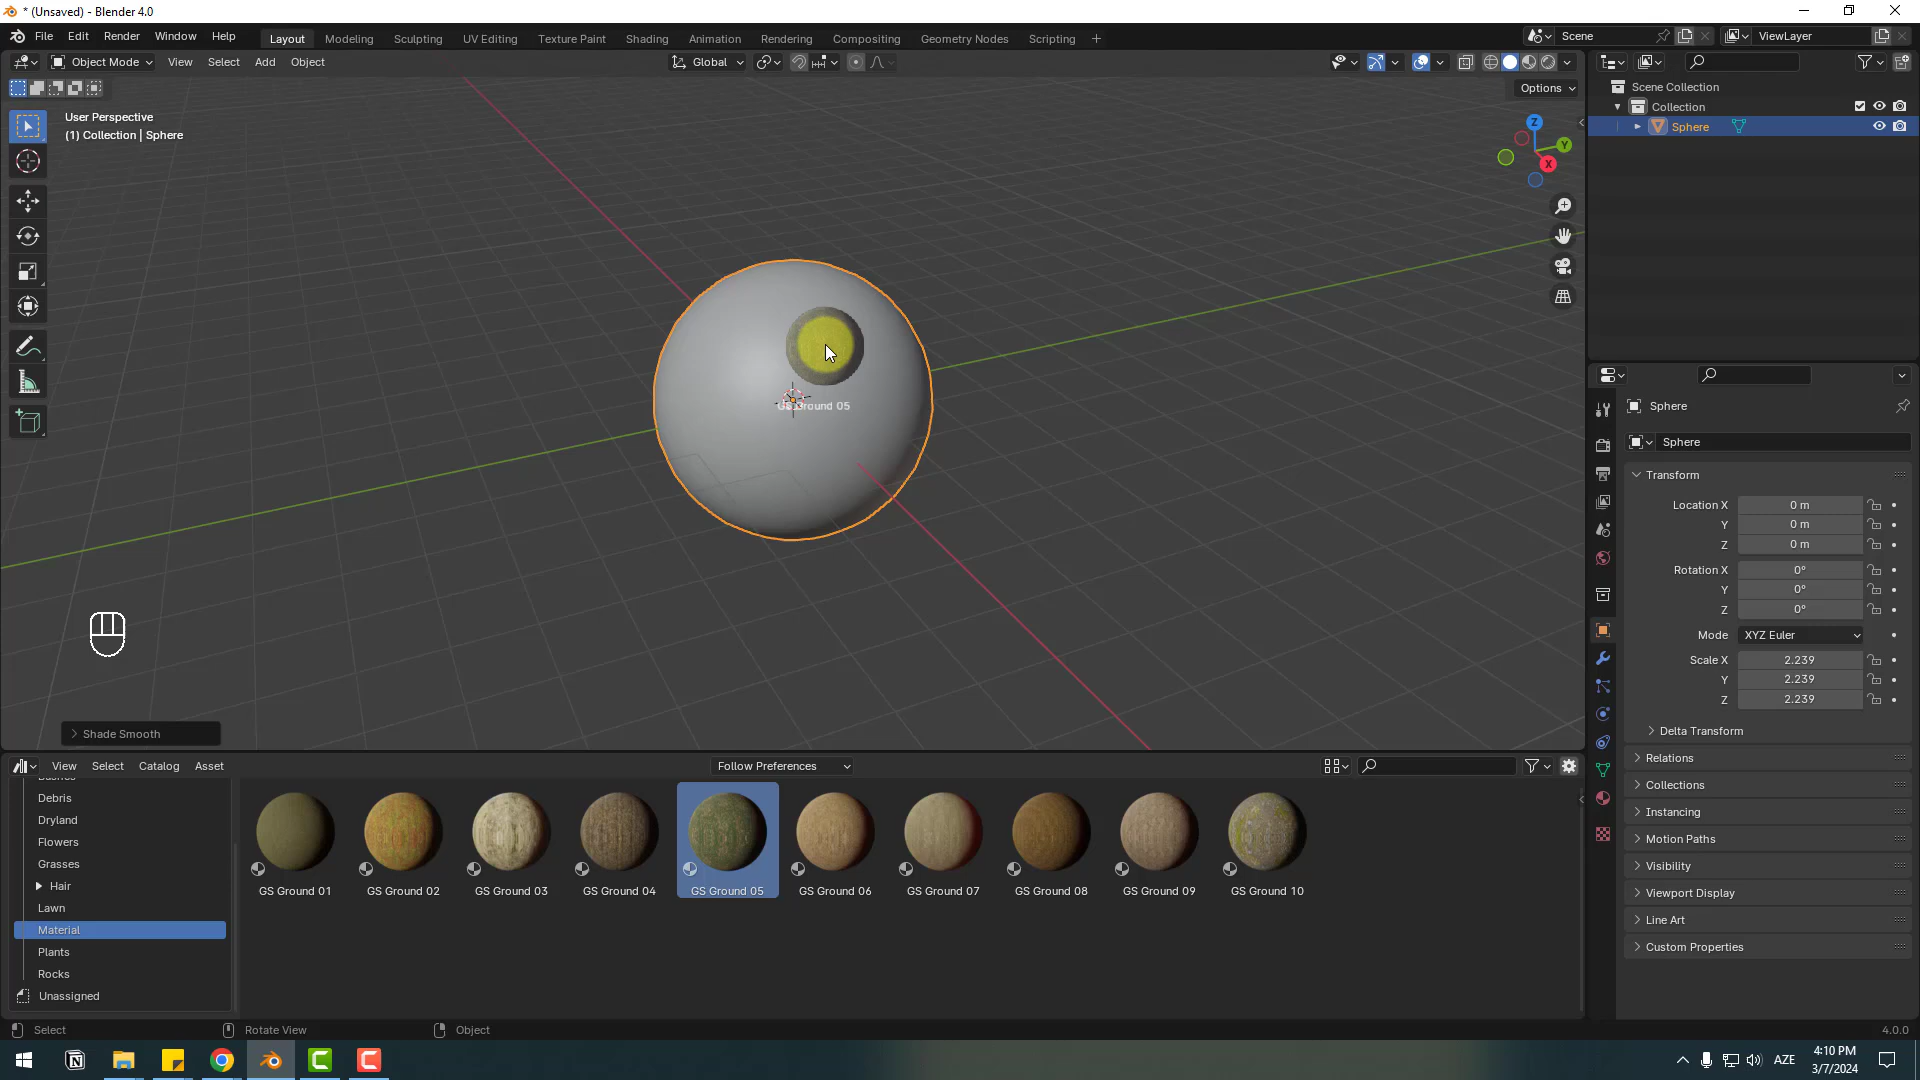 * (Unsaved) - Blender 4.0
File Edit Render Window Help
Layout Modeling Sculpting UV Editing Texture Paint Shading Animation Rendering Compositing Geometry Nodes Scripting +
Scene
ViewLayer
Object Mode View Select Add Object
Global
Options
User Perspective
(1) Collection | Sphere
Z
Y
X
GS Ground 05
Shade Smooth
Scene Collection
Collection
Sphere
Sphere
Sphere
Transform
Location X 0 m
Y 0 m
Z 0 m
Rotation X 0°
Y 0°
Z 0°
Mode XYZ Euler
Scale X 2.239
Y 2.239
Z 2.239
Delta Transform
Relations
Collections
Instancing
Motion Paths
Visibility
Viewport Display
Line Art
Custom Properties
View Select Catalog Asset
Follow Preferences
Debris
Dryland
Flowers
Grasses
Hair
Lawn
Material
Plants
Rocks
Unassigned
GS Ground 01 GS Ground 02 GS Ground 03 GS Ground 04 GS Ground 05 GS Ground 06 GS Ground 07 GS Ground 08 GS Ground 09 GS Ground 10
Select Rotate View Object
4.0.0
AZE
4:10 PM
3/7/2024